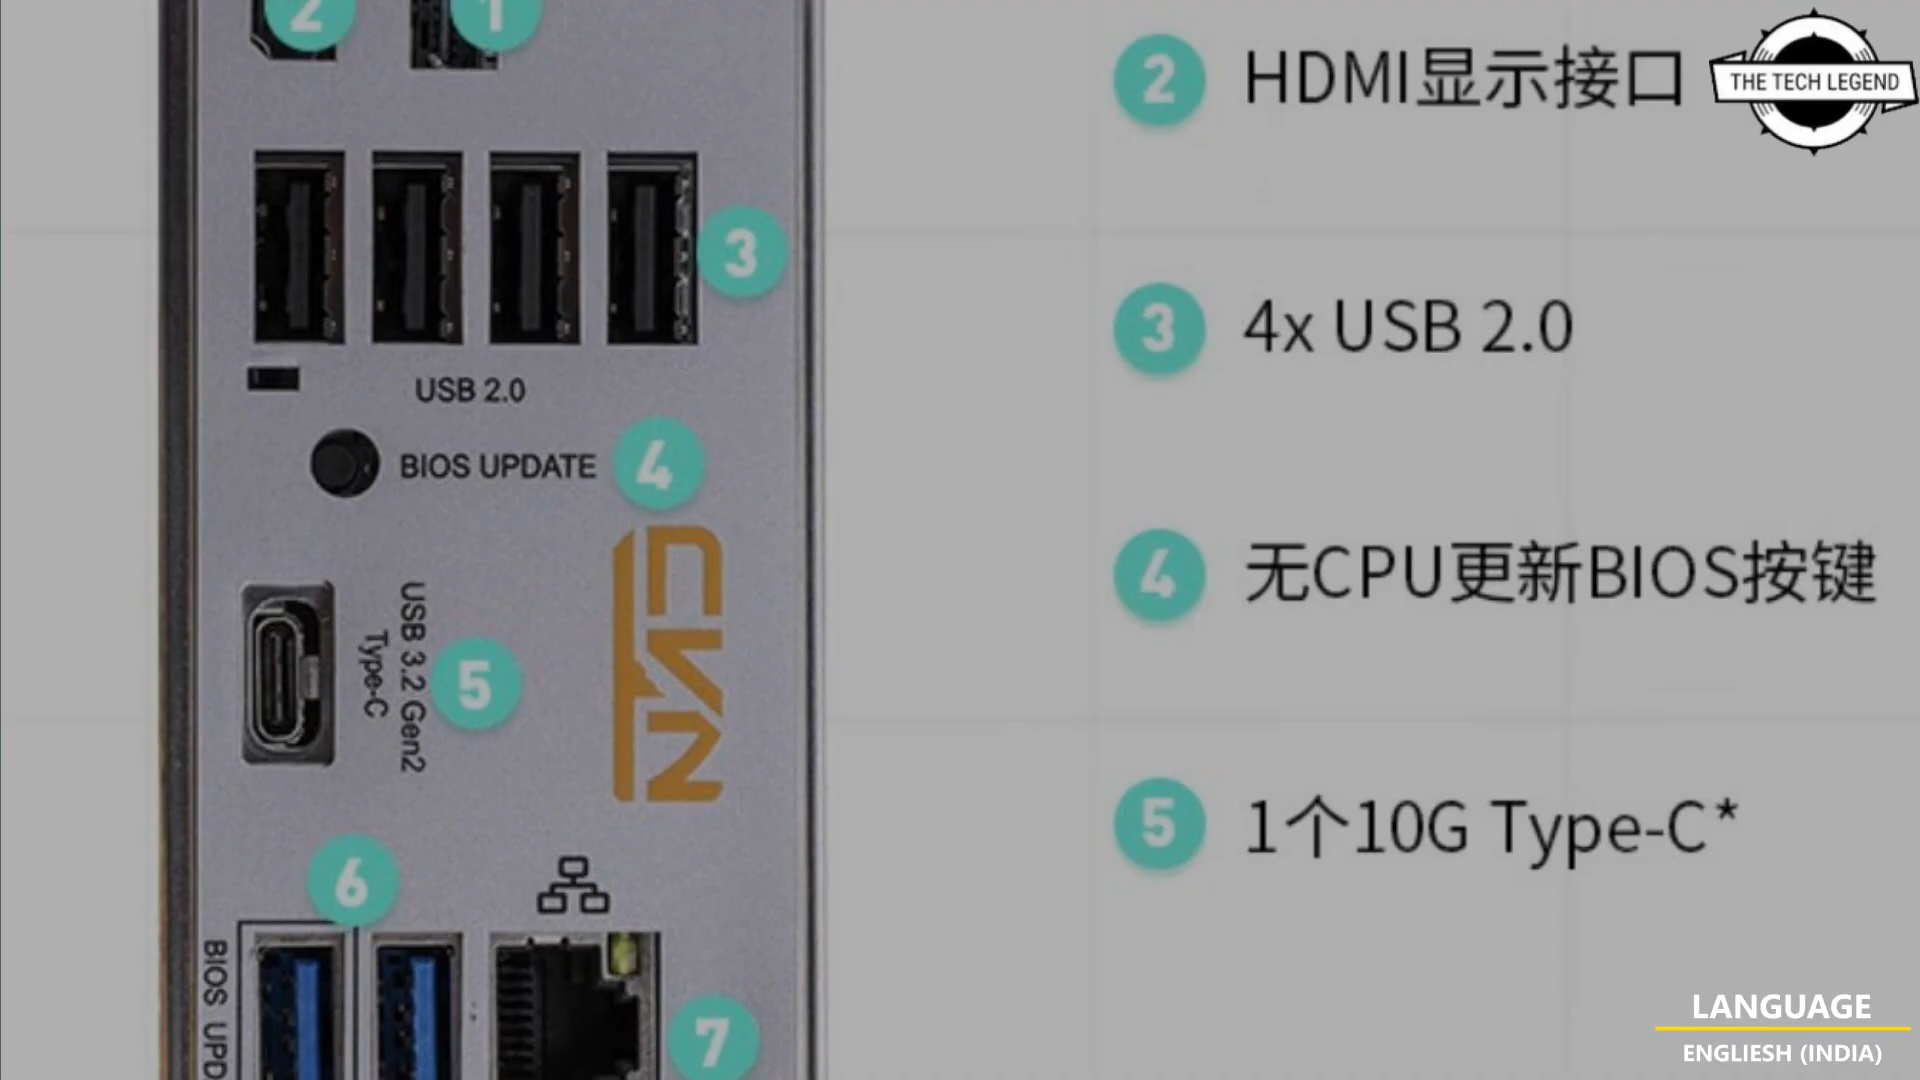 2
1
3
USB 2.0
BIOS UPDATE
4
USB 3.2 Gen2
Type-C
5
CVN
6
BIOS UPD
7
2 HDMI显示接口
3 4x USB 2.0
4 无CPU更新BIOS按键
5 1个10G Type-C*
THE TECH LEGEND
LANGUAGE
ENGLIESH (INDIA)